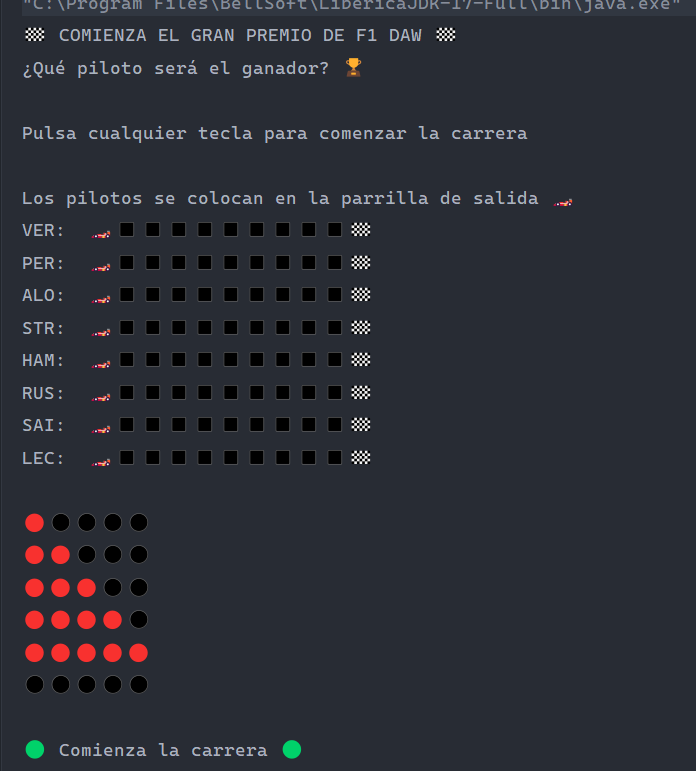 "C:\Program Files\BellSoft\LibericaJDK-17-Full\bin\java.exe"
🏁 COMIENZA EL GRAN PREMIO DE F1 DAW 🏁
¿Qué piloto será el ganador? 🏆
Pulsa cualquier tecla para comenzar la carrera
Los pilotos se colocan en la parrilla de salida 🏎️
VER:
PER:
ALO:
STR:
HAM:
RUS:
SAI:
LEC:
🟢 Comienza la carrera 🟢